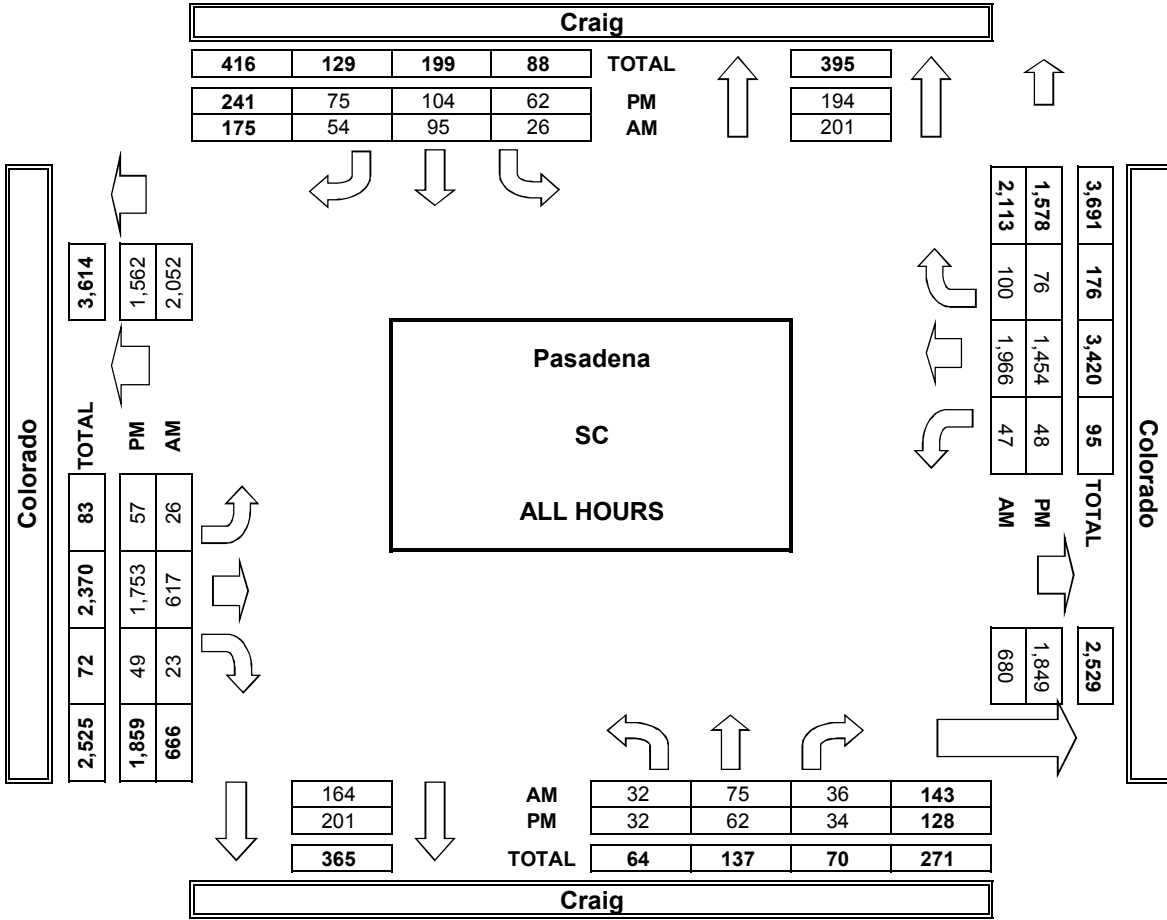 Craig
416 129 199 88 TOTAL 395
241 75 104 62 PM 194
175 54 95 26 AM 201
Colorado
3,614
1,562
2,052
TOTAL 83 2,370 72 2,525
PM 57 1,753 49 1,859
AM 26 617 23 666
Pasadena
SC
ALL HOURS
3,691 176 3,420 95 TOTAL 2,529
1,578 76 1,454 48 PM 1,849
2,113 100 1,966 47 AM 680
Colorado
164 AM 32 75 36 143
201 PM 32 62 34 128
365 TOTAL 64 137 70 271
Craig